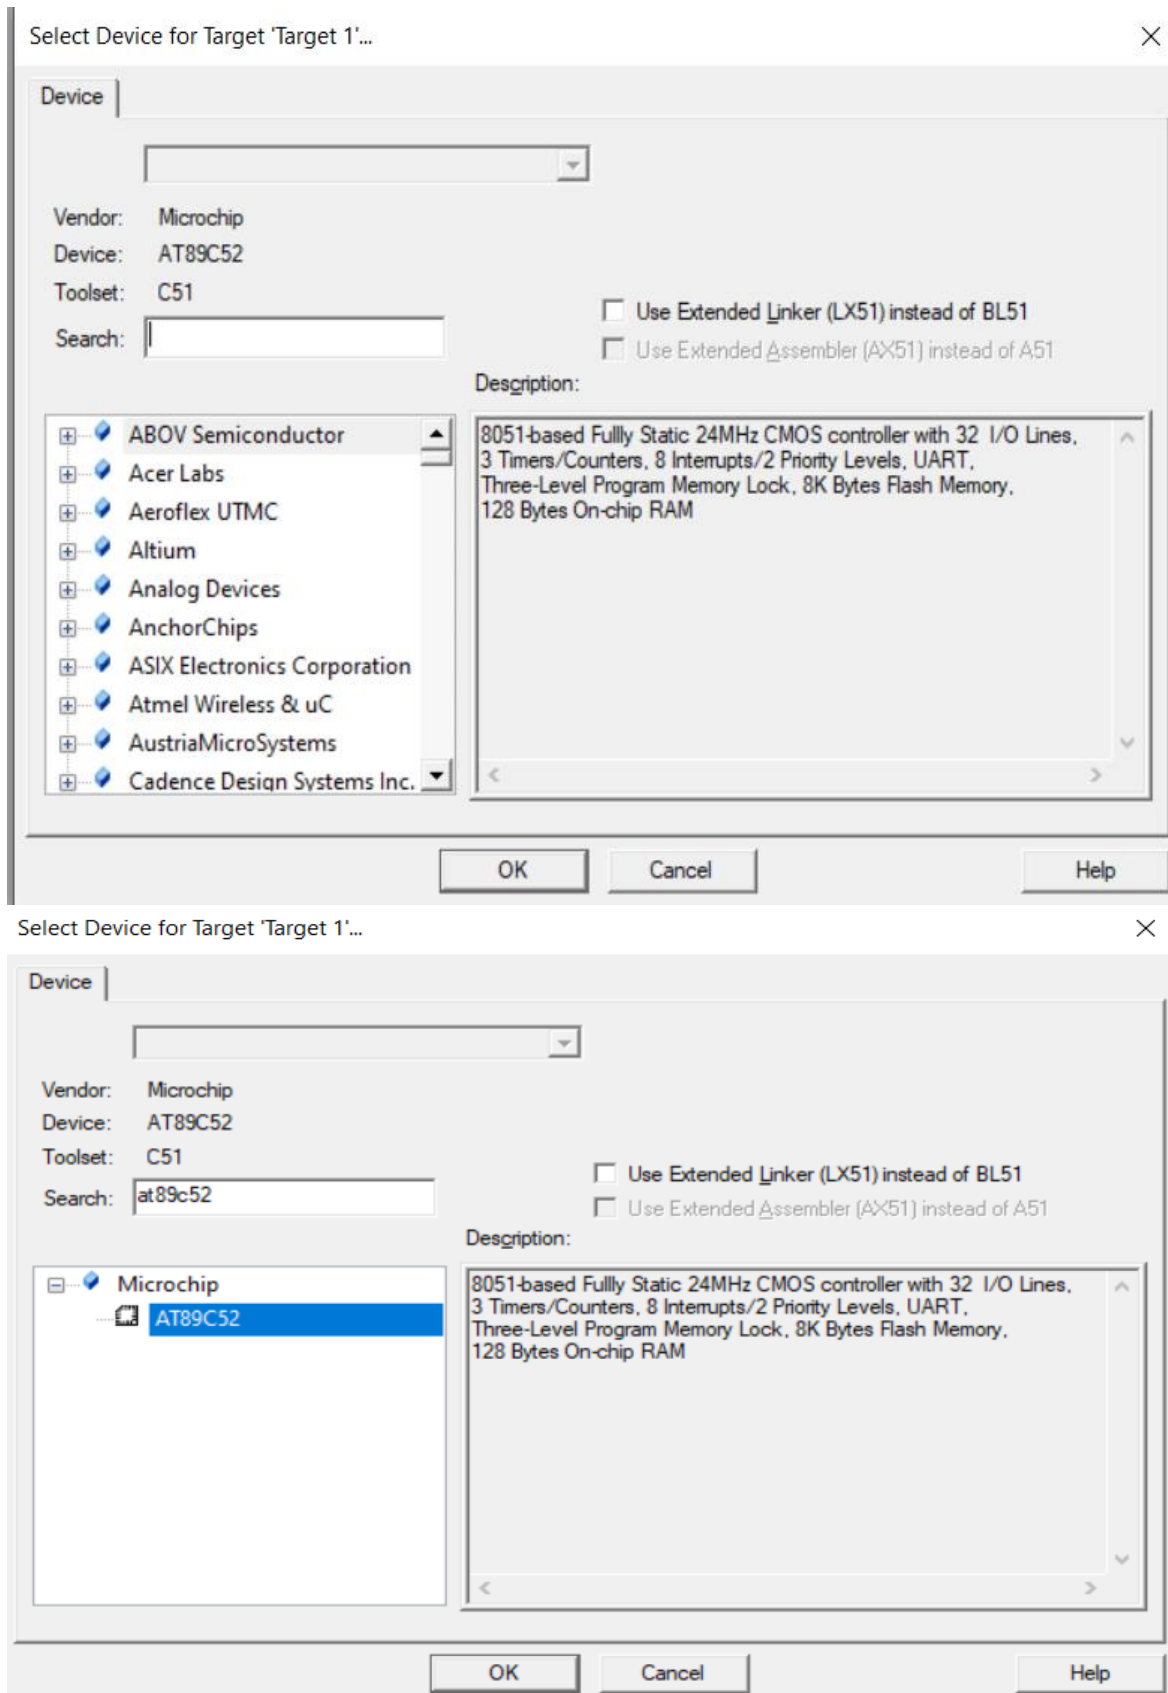 Select Device for Target 'Target 1'...
Device
Vendor: Microchip
Device: AT89C52
Toolset: C51
Search:
Use Extended Linker (LX51) instead of BL51
Use Extended Assembler (AX51) instead of A51
Description:
ABOV Semiconductor
Acer Labs
Aeroflex UTMC
Altium
Analog Devices
AnchorChips
ASIX Electronics Corporation
Atmel Wireless & uC
AustriaMicroSystems
Cadence Design Systems Inc.
8051-based Fullly Static 24MHz CMOS controller with 32 I/O Lines,
3 Timers/Counters, 8 Interrupts/2 Priority Levels, UART,
Three-Level Program Memory Lock, 8K Bytes Flash Memory,
128 Bytes On-chip RAM
OK Cancel Help
Select Device for Target 'Target 1'...
Device
Vendor: Microchip
Device: AT89C52
Toolset: C51
Search: at89c52
Use Extended Linker (LX51) instead of BL51
Use Extended Assembler (AX51) instead of A51
Description:
Microchip
AT89C52
8051-based Fullly Static 24MHz CMOS controller with 32 I/O Lines,
3 Timers/Counters, 8 Interrupts/2 Priority Levels, UART,
Three-Level Program Memory Lock, 8K Bytes Flash Memory,
128 Bytes On-chip RAM
OK Cancel Help